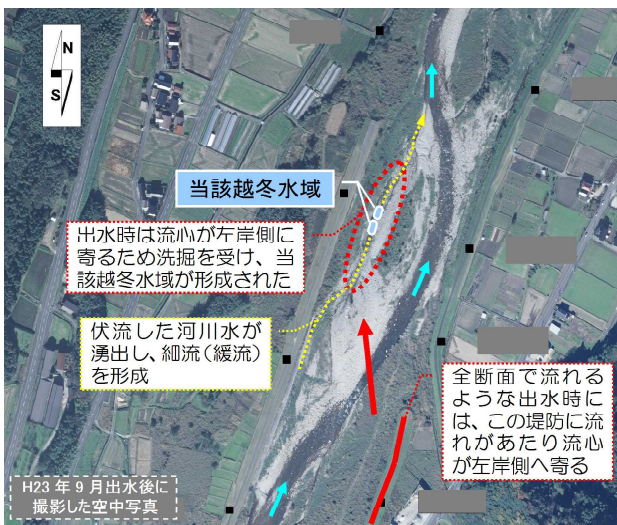 N
S
当該越冬水域
出水時は流心が左岸側に
寄るため洗掘を受け、当
該越冬水域が形成された
伏流した河川水が
湧出し、細流（緩流）
を形成
全断面で流れる
ような出水時に
は、この堤防に流
れがあたり流心
が左岸側へ寄る
H23年9月出水後に
撮影した空中写真